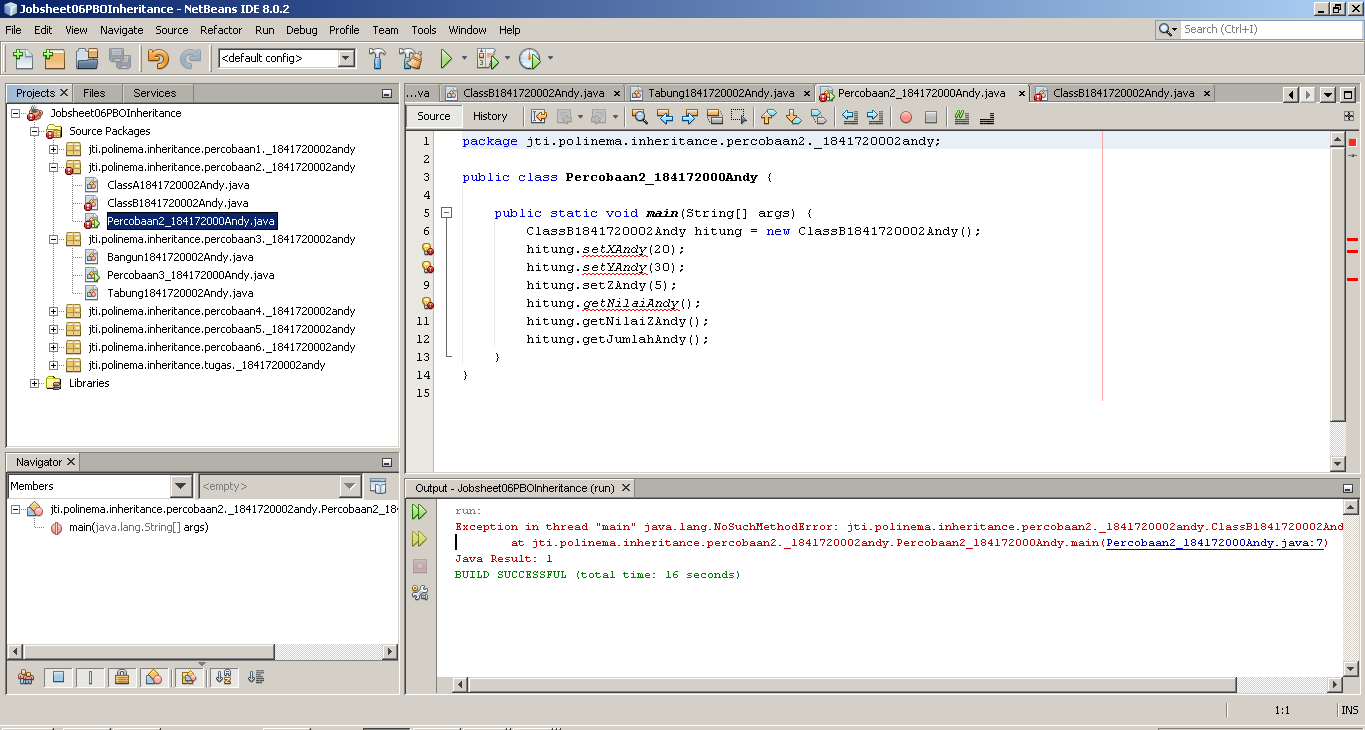 Jobsheet06PBOInheritance - NetBeans IDE 8.0.2
File Edit View Navigate Source Refactor Run Debug Profile Team Tools Window Help
Search (Ctrl+I)
<default config>
Projects Files Services
Jobsheet06PBOInheritance
Source Packages
jti.polinema.inheritance.percobaan1._1841720002andy
jti.polinema.inheritance.percobaan2._1841720002andy
ClassA1841720002Andy.java
ClassB1841720002Andy.java
Percobaan2_184172000Andy.java
jti.polinema.inheritance.percobaan3._1841720002andy
Bangun1841720002Andy.java
Percobaan3_184172000Andy.java
Tabung1841720002Andy.java
jti.polinema.inheritance.percobaan4._1841720002andy
jti.polinema.inheritance.percobaan5._1841720002andy
jti.polinema.inheritance.percobaan6._1841720002andy
jti.polinema.inheritance.tugas._1841720002andy
Libraries
Navigator
Members <empty>
jti.polinema.inheritance.percobaan2._1841720002andy.Percobaan2_18
main(java.lang.String[] args)
...va ClassB1841720002Andy.java Tabung1841720002Andy.java Percobaan2_184172000Andy.java ClassB1841720002Andy.java
Source History
1 package jti.polinema.inheritance.percobaan2._1841720002andy;
2
3 public class Percobaan2_184172000Andy {
4
5 public static void main(String[] args) {
6 ClassB1841720002Andy hitung = new ClassB1841720002Andy();
hitung.setXAndy(20);
hitung.setYAndy(30);
9 hitung.setZAndy(5);
hitung.getNilaiAndy();
11 hitung.getNilaiZAndy();
12 hitung.getJumlahAndy();
13 }
14 }
15
Output - Jobsheet06PBOInheritance (run)
run:
Exception in thread "main" java.lang.NoSuchMethodError: jti.polinema.inheritance.percobaan2._1841720002andy.ClassB1841720002And
at jti.polinema.inheritance.percobaan2._1841720002andy.Percobaan2_184172000Andy.main(Percobaan2_184172000Andy.java:7)
Java Result: 1
BUILD SUCCESSFUL (total time: 16 seconds)
1:1 INS